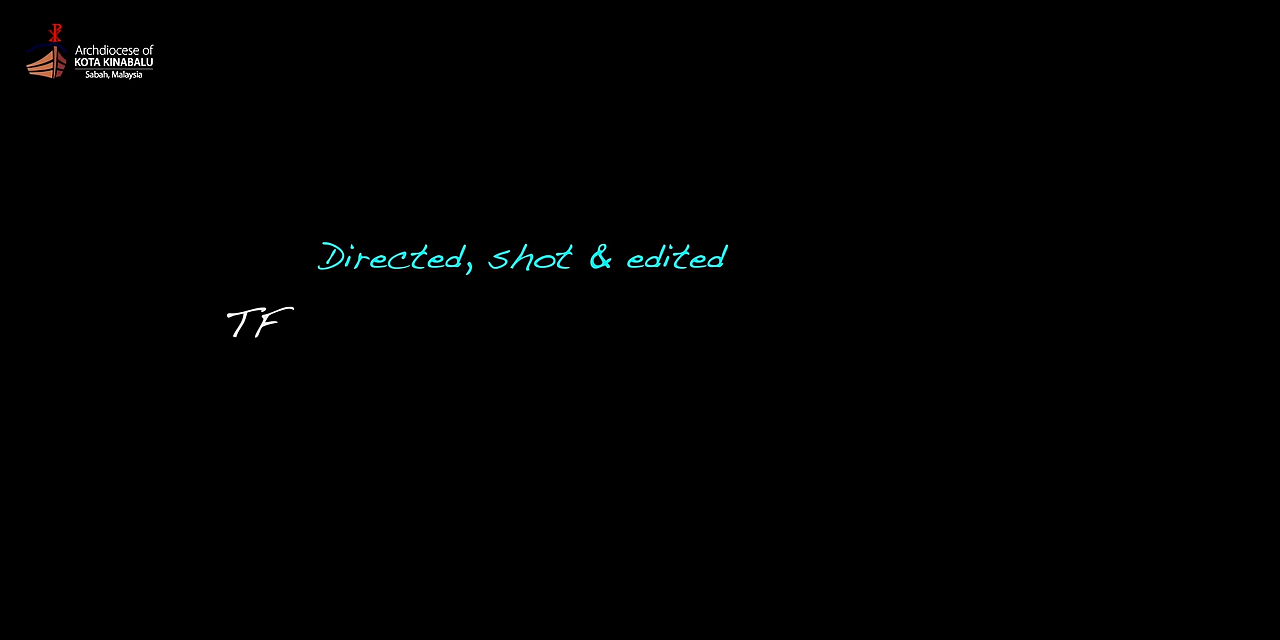 Archdiocese of
KOTA KINABALU
Sabah, Malaysia
Directed, shot & edited
TF